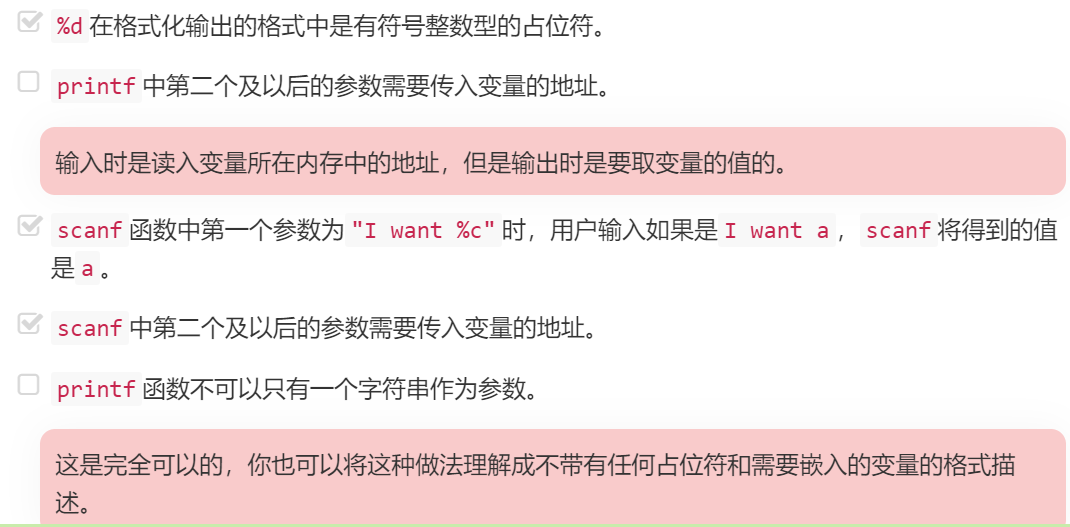 %d 在格式化输出的格式中是有符号整数型的占位符。
printf 中第二个及以后的参数需要传入变量的地址。
输入时是读入变量所在内存中的地址，但是输出时是要取变量的值的。
scanf 函数中第一个参数为 "I want %c" 时，用户输入如果是 I want a ，scanf 将得到的值
是 a 。
scanf 中第二个及以后的参数需要传入变量的地址。
printf 函数不可以只有一个字符串作为参数。
这是完全可以的，你也可以将这种做法理解成不带有任何占位符和需要嵌入的变量的格式描
述。